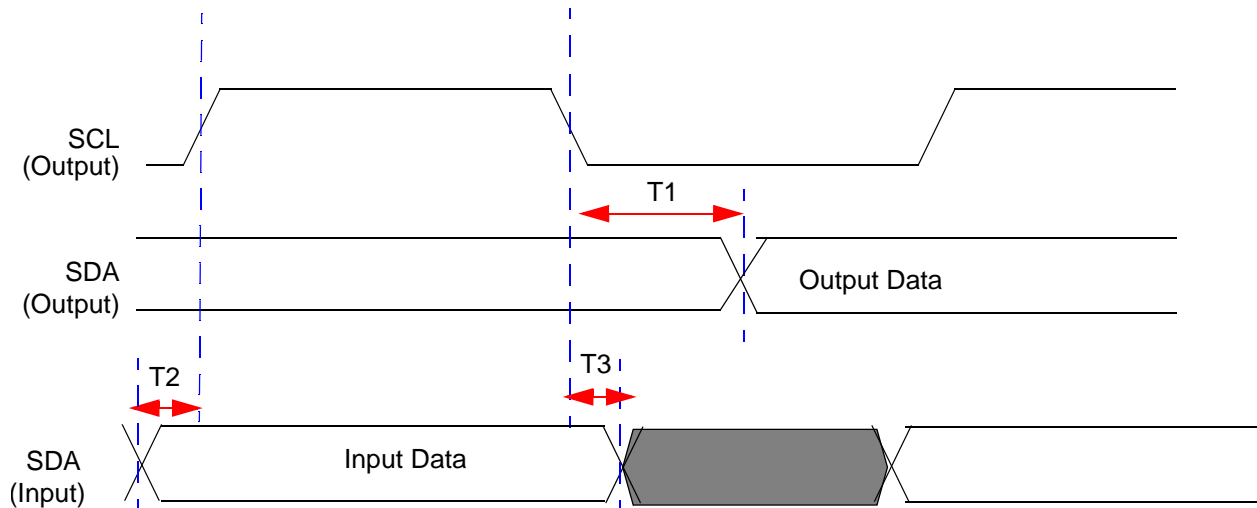 SCL
(Output)
T1
SDA
(Output)
Output Data
T2
T3
SDA
(Input)
Input Data